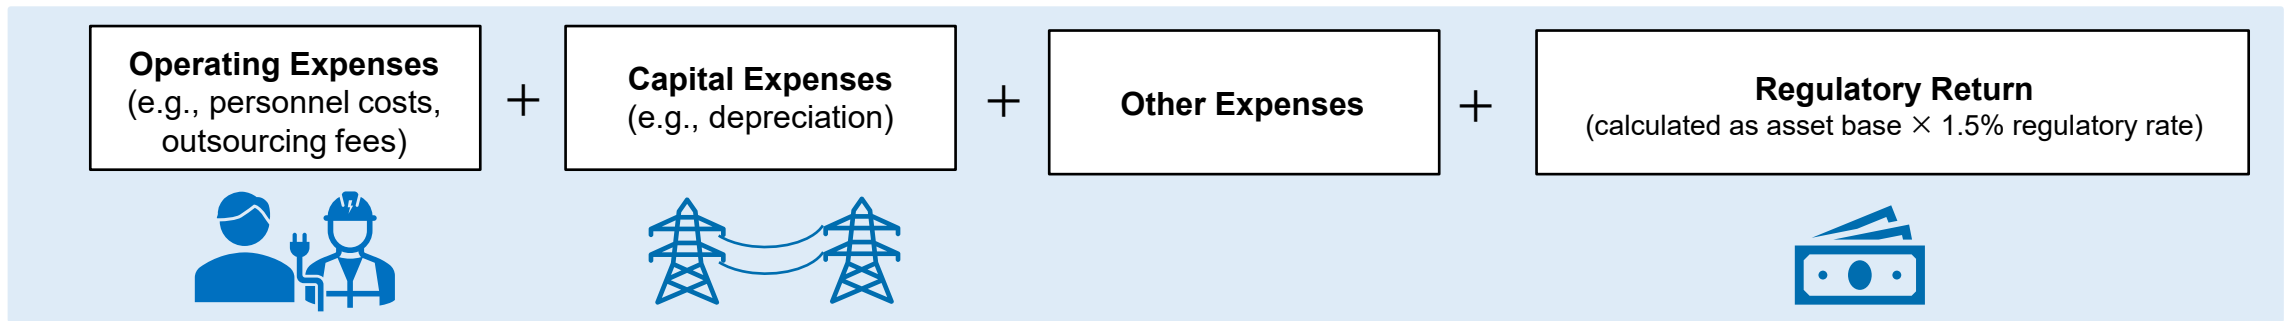 Operating Expenses
(e.g., personnel costs,
outsourcing fees)
+
Capital Expenses
(e.g., depreciation)
+
Other Expenses
+
Regulatory Return
(calculated as asset base × 1.5% regulatory rate)